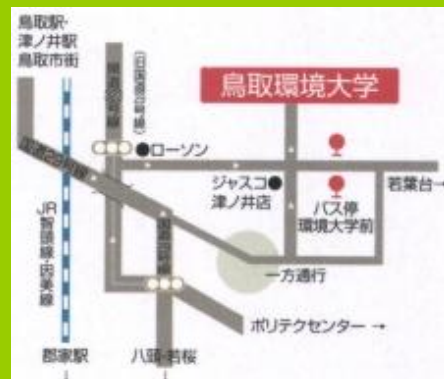 鳥取駅・
津ノ井駅
鳥取市街
鳥取環境大学
ローソン
国道29号線
ジャスコ
津ノ井店
バス停
環境大学前
若葉台→
JR
智頭線・因美線
一方通行
ポリテクセンター →
郡家駅
八頭・若桜